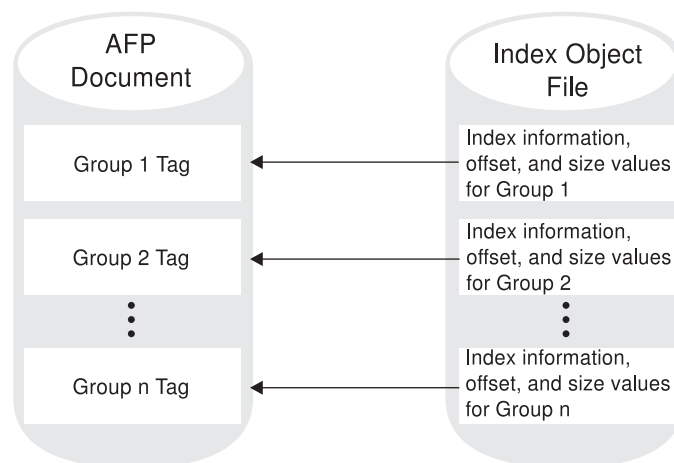 AFP
Document
Index Object
File
Group 1 Tag
Index information,
offset, and size values
for Group 1
Group 2 Tag
Index information,
offset, and size values
for Group 2
Group n Tag
Index information,
offset, and size values
for Group n